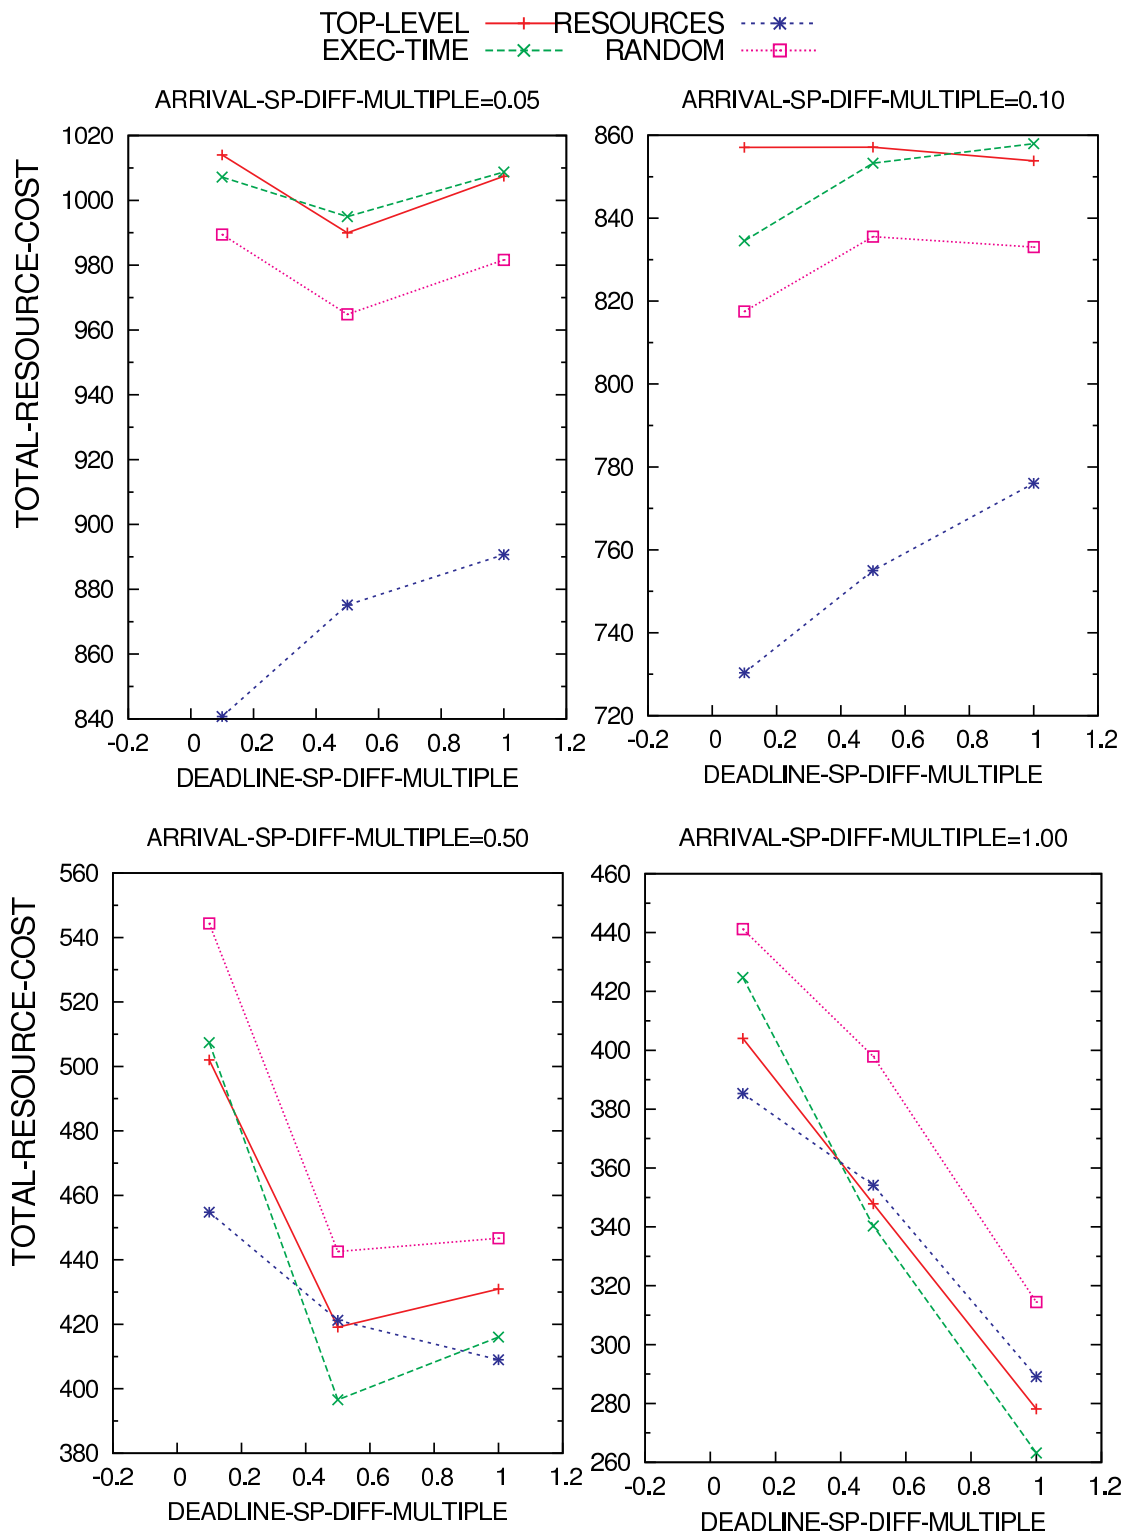 TOP-LEVEL RESOURCES
EXEC-TIME RANDOM
ARRIVAL-SP-DIFF-MULTIPLE=0.05
TOTAL-RESOURCE-COST
1020
1000
980
960
940
920
900
880
860
840
-0.2 0 0.2 0.4 0.6 0.8 1 1.2
DEADLINE-SP-DIFF-MULTIPLE
ARRIVAL-SP-DIFF-MULTIPLE=0.10
860
840
820
800
780
760
740
720
-0.2 0 0.2 0.4 0.6 0.8 1 1.2
DEADLINE-SP-DIFF-MULTIPLE
ARRIVAL-SP-DIFF-MULTIPLE=0.50
TOTAL-RESOURCE-COST
560
540
520
500
480
460
440
420
400
380
-0.2 0 0.2 0.4 0.6 0.8 1 1.2
DEADLINE-SP-DIFF-MULTIPLE
ARRIVAL-SP-DIFF-MULTIPLE=1.00
460
440
420
400
380
360
340
320
300
280
260
-0.2 0 0.2 0.4 0.6 0.8 1 1.2
DEADLINE-SP-DIFF-MULTIPLE